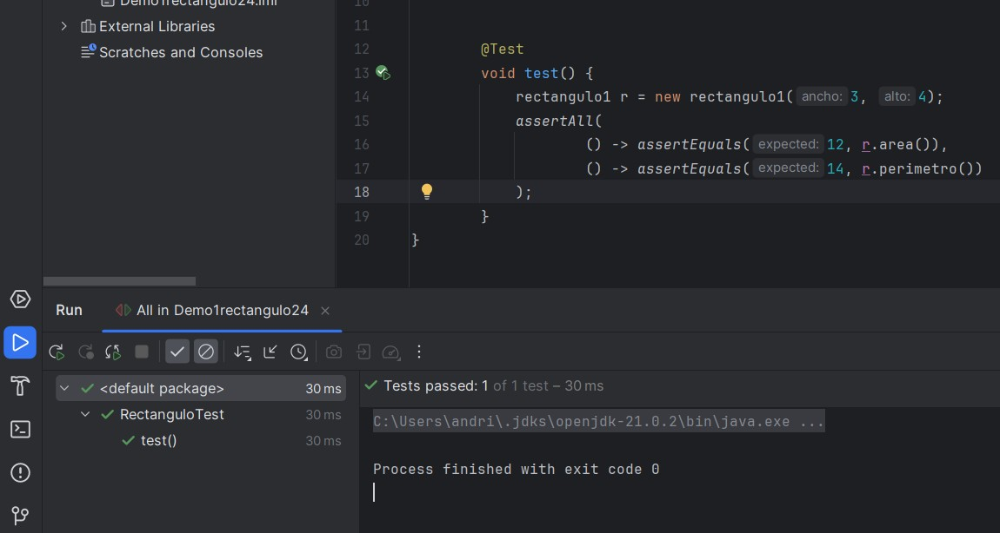 Demo1rectangulo24.iml
External Libraries
Scratches and Consoles
10
11
12 @Test
13 void test() {
14 rectangulo1 r = new rectangulo1( ancho: 3, alto: 4);
15 assertAll(
16 () -> assertEquals( expected: 12, r.area()),
17 () -> assertEquals( expected: 14, r.perimetro())
18 );
19 }
20 }
Run All in Demo1rectangulo24
<default package> 30 ms
RectanguloTest 30 ms
test() 30 ms
Tests passed: 1 of 1 test – 30 ms
C:\Users\andri\.jdks\openjdk-21.0.2\bin\java.exe ...
Process finished with exit code 0